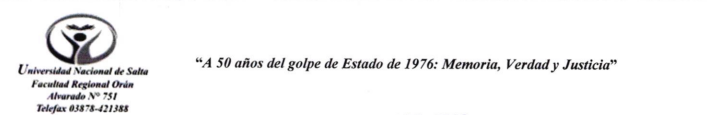 Universidad Nacional de Salta
Facultad Regional Orán
Alvarado Nº 751
Telefax 03878-421388
“A 50 años del golpe de Estado de 1976: Memoria, Verdad y Justicia”